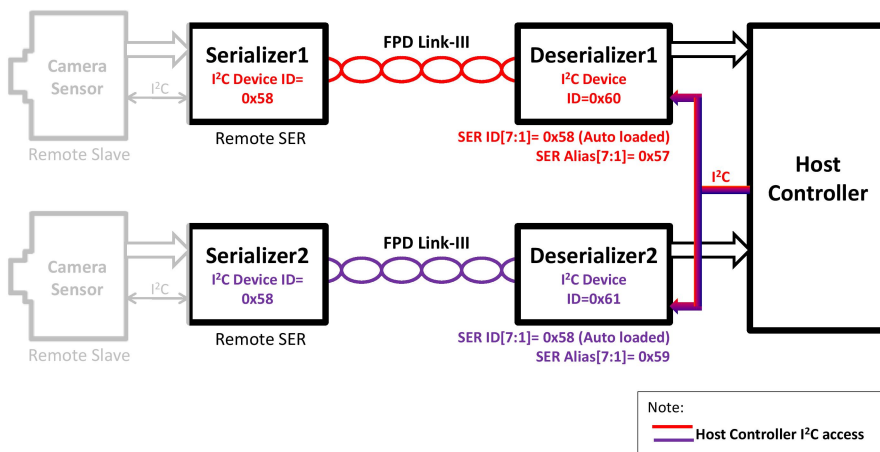 Camera
Sensor
I²C
Remote Slave
Serializer1
I²C Device ID=
0x58
Remote SER
FPD Link-III
Deserializer1
I²C Device
ID=0x60
SER ID[7:1]= 0x58 (Auto loaded)
SER Alias[7:1]= 0x57
I²C
Host
Controller
Camera
Sensor
I²C
Remote Slave
Serializer2
I²C Device ID=
0x58
Remote SER
FPD Link-III
Deserializer2
I²C Device
ID=0x61
SER ID[7:1]= 0x58 (Auto loaded)
SER Alias[7:1]= 0x59
Note:
Host Controller I²C access